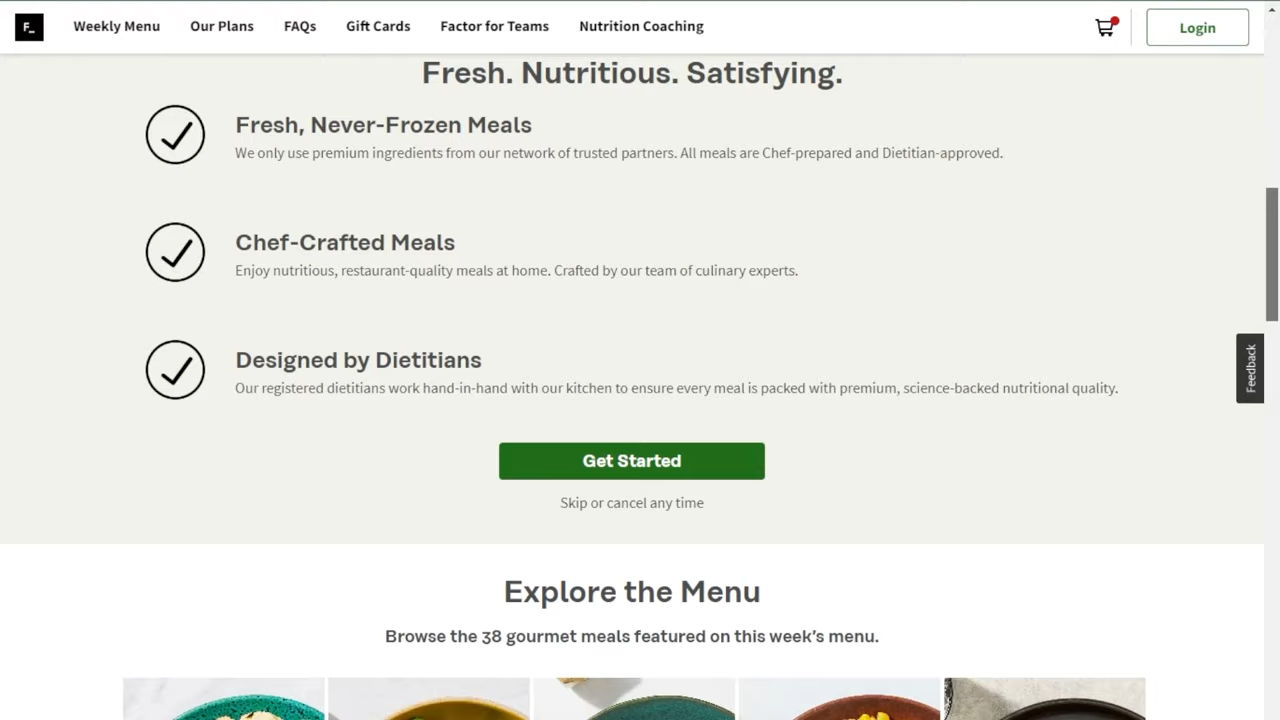 F_
Weekly Menu
Our Plans
FAQs
Gift Cards
Factor for Teams
Nutrition Coaching
Login
Fresh. Nutritious. Satisfying.
Fresh, Never-Frozen Meals
We only use premium ingredients from our network of trusted partners. All meals are Chef-prepared and Dietitian-approved.
Chef-Crafted Meals
Enjoy nutritious, restaurant-quality meals at home. Crafted by our team of culinary experts.
Designed by Dietitians
Our registered dietitians work hand-in-hand with our kitchen to ensure every meal is packed with premium, science-backed nutritional quality.
Feedback
Get Started
Skip or cancel any time
Explore the Menu
Browse the 38 gourmet meals featured on this week's menu.